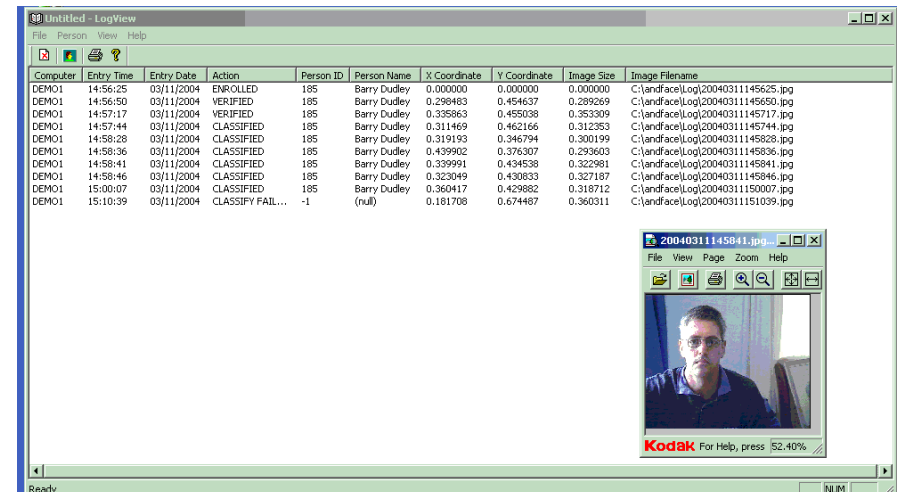 Untitled - LogView
File Person View Help
Computer Entry Time Entry Date Action Person ID Person Name X Coordinate Y Coordinate Image Size Image Filename
DEMO1 14:56:25 03/11/2004 ENROLLED 185 Barry Dudley 0.000000 0.000000 0.000000 C:\andface\Log\20040311145625.jpg
DEMO1 14:56:50 03/11/2004 VERIFIED 185 Barry Dudley 0.298483 0.454637 0.289269 C:\andface\Log\20040311145650.jpg
DEMO1 14:57:17 03/11/2004 VERIFIED 185 Barry Dudley 0.335863 0.455038 0.353309 C:\andface\Log\20040311145717.jpg
DEMO1 14:57:44 03/11/2004 CLASSIFIED 185 Barry Dudley 0.311469 0.462166 0.312353 C:\andface\Log\20040311145744.jpg
DEMO1 14:58:28 03/11/2004 CLASSIFIED 185 Barry Dudley 0.319193 0.346794 0.300199 C:\andface\Log\20040311145828.jpg
DEMO1 14:58:36 03/11/2004 CLASSIFIED 185 Barry Dudley 0.439902 0.376307 0.293603 C:\andface\Log\20040311145836.jpg
DEMO1 14:58:41 03/11/2004 CLASSIFIED 185 Barry Dudley 0.339991 0.434538 0.322981 C:\andface\Log\20040311145841.jpg
DEMO1 14:58:46 03/11/2004 CLASSIFIED 185 Barry Dudley 0.323049 0.430833 0.327187 C:\andface\Log\20040311145846.jpg
DEMO1 15:00:07 03/11/2004 CLASSIFIED 185 Barry Dudley 0.360417 0.429882 0.318712 C:\andface\Log\20040311150007.jpg
DEMO1 15:10:39 03/11/2004 CLASSIFY FAIL... -1 (null) 0.181708 0.674487 0.360311 C:\andface\Log\20040311151039.jpg
20040311145841.jpg...
File View Page Zoom Help
Kodak For Help, press 52.40%
Ready NUM